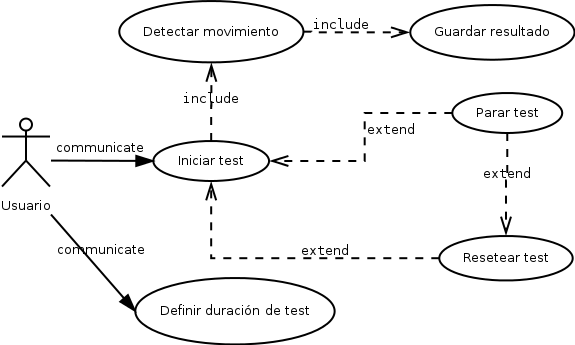 Detectar movimiento
include
Guardar resultado
include
Parar test
extend
communicate
Iniciar test
extend
Usuario
communicate
extend
Resetear test
Definir duración de test